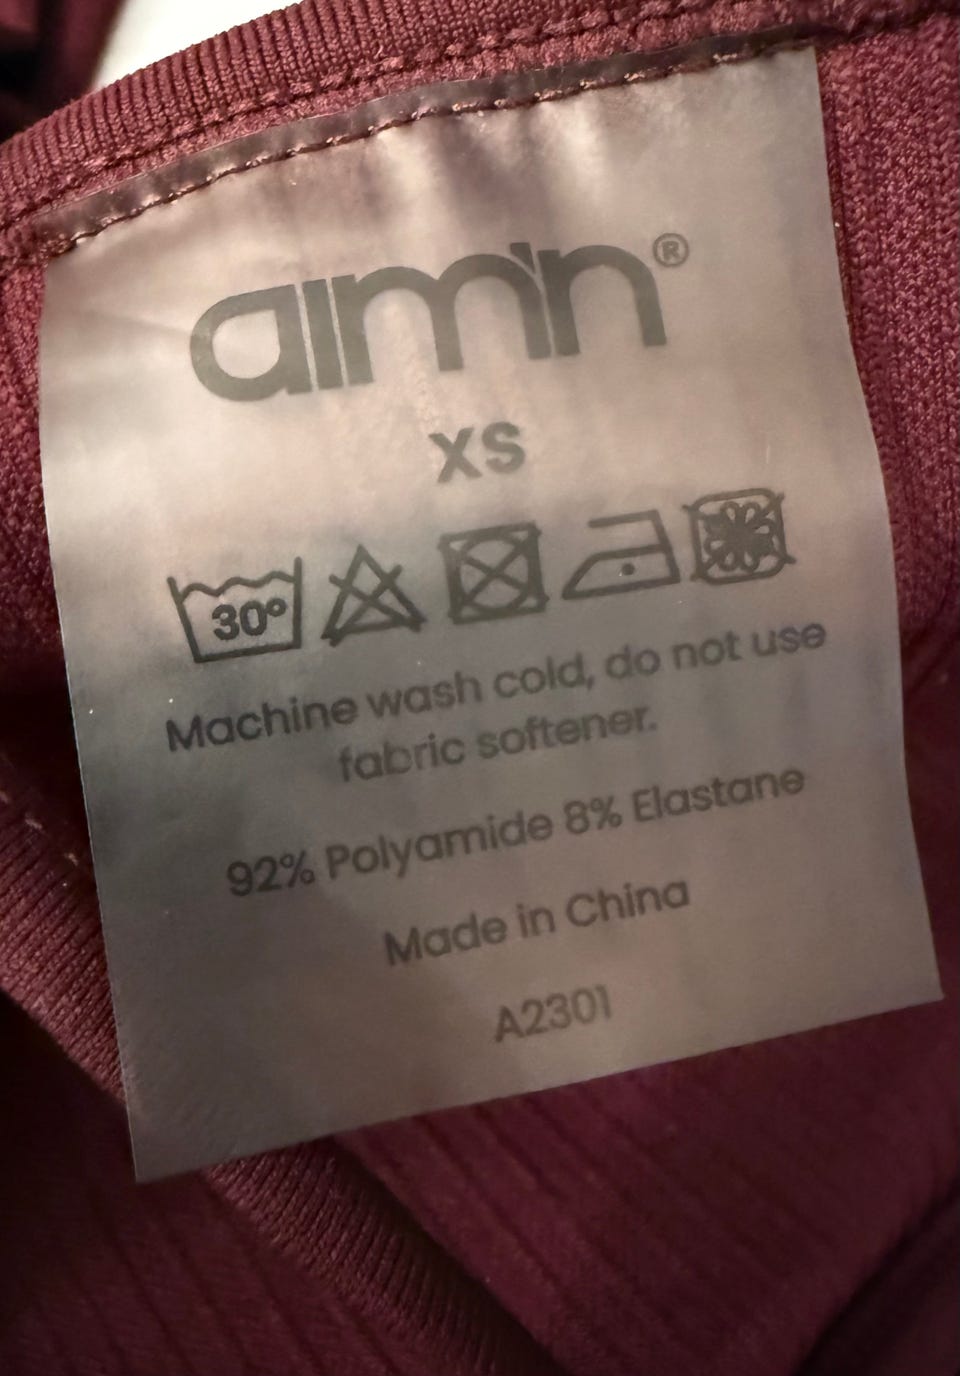 aim'n®
XS
30°
Machine wash cold, do not use
fabric softener.
92% Polyamide 8% Elastane
Made in China
A2301